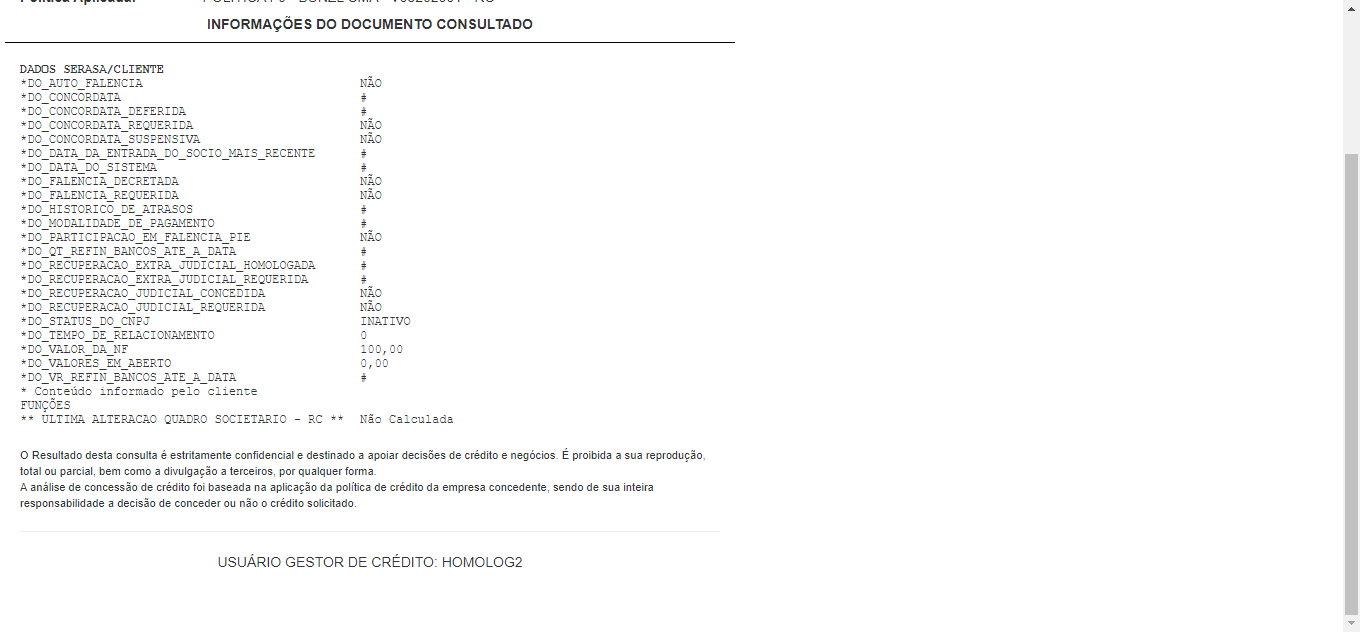 INFORMAÇÕES DO DOCUMENTO CONSULTADO
DADOS SERASA/CLIENTE
*DO_AUTO_FALENCIA NÃO
*DO_CONCORDATA #
*DO_CONCORDATA_DEFERIDA #
*DO_CONCORDATA_REQUERIDA NÃO
*DO_CONCORDATA_SUSPENSIVA NÃO
*DO_DATA_DA_ENTRADA_DO_SOCIO_MAIS_RECENTE #
*DO_DATA_DO_SISTEMA #
*DO_FALENCIA_DECRETADA NÃO
*DO_FALENCIA_REQUERIDA NÃO
*DO_HISTORICO_DE_ATRASOS #
*DO_MODALIDADE_DE_PAGAMENTO #
*DO_PARTICIPACAO_EM_FALENCIA_PIE NÃO
*DO_QT_REFIN_BANCOS_ATE_A_DATA #
*DO_RECUPERACAO_EXTRA_JUDICIAL_HOMOLOGADA #
*DO_RECUPERACAO_EXTRA_JUDICIAL_REQUERIDA #
*DO_RECUPERACAO_JUDICIAL_CONCEDIDA NÃO
*DO_RECUPERACAO_JUDICIAL_REQUERIDA NÃO
*DO_STATUS_DO_CNPJ INATIVO
*DO_TEMPO_DE_RELACIONAMENTO 0
*DO_VALOR_DA_NF 100,00
*DO_VALORES_EM_ABERTO 0,00
*DO_VR_REFIN_BANCOS_ATE_A_DATA #
* Conteúdo informado pelo cliente
FUNÇÕES
** ULTIMA ALTERACAO QUADRO SOCIETARIO - RC ** Não Calculada
O Resultado desta consulta é estritamente confidencial e destinado a apoiar decisões de crédito e negócios. É proibida a sua reprodução,
total ou parcial, bem como a divulgação a terceiros, por qualquer forma.
A análise de concessão de crédito foi baseada na aplicação da política de crédito da empresa concedente, sendo de sua inteira
responsabilidade a decisão de conceder ou não o crédito solicitado.
USUÁRIO GESTOR DE CRÉDITO: HOMOLOG2